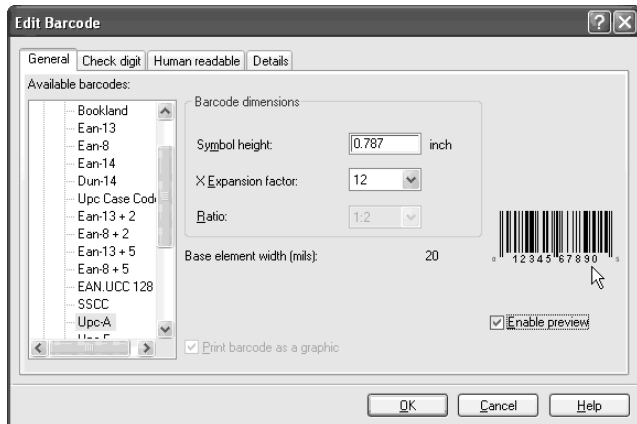 Edit Barcode
General Check digit Human readable Details
Available barcodes:
Bookland
Ean-13
Ean-8
Ean-14
Dun-14
Upc Case Cod
Ean-13 + 2
Ean-8 + 2
Ean-13 + 5
Ean-8 + 5
EAN.UCC 128
SSCC
Upc-A
Barcode dimensions
Symbol height: 0.787 inch
X Expansion factor: 12
Ratio: 1:2
Base element width (mils): 20
0 12345 67890 5
Enable preview
Print barcode as a graphic
OK Cancel Help